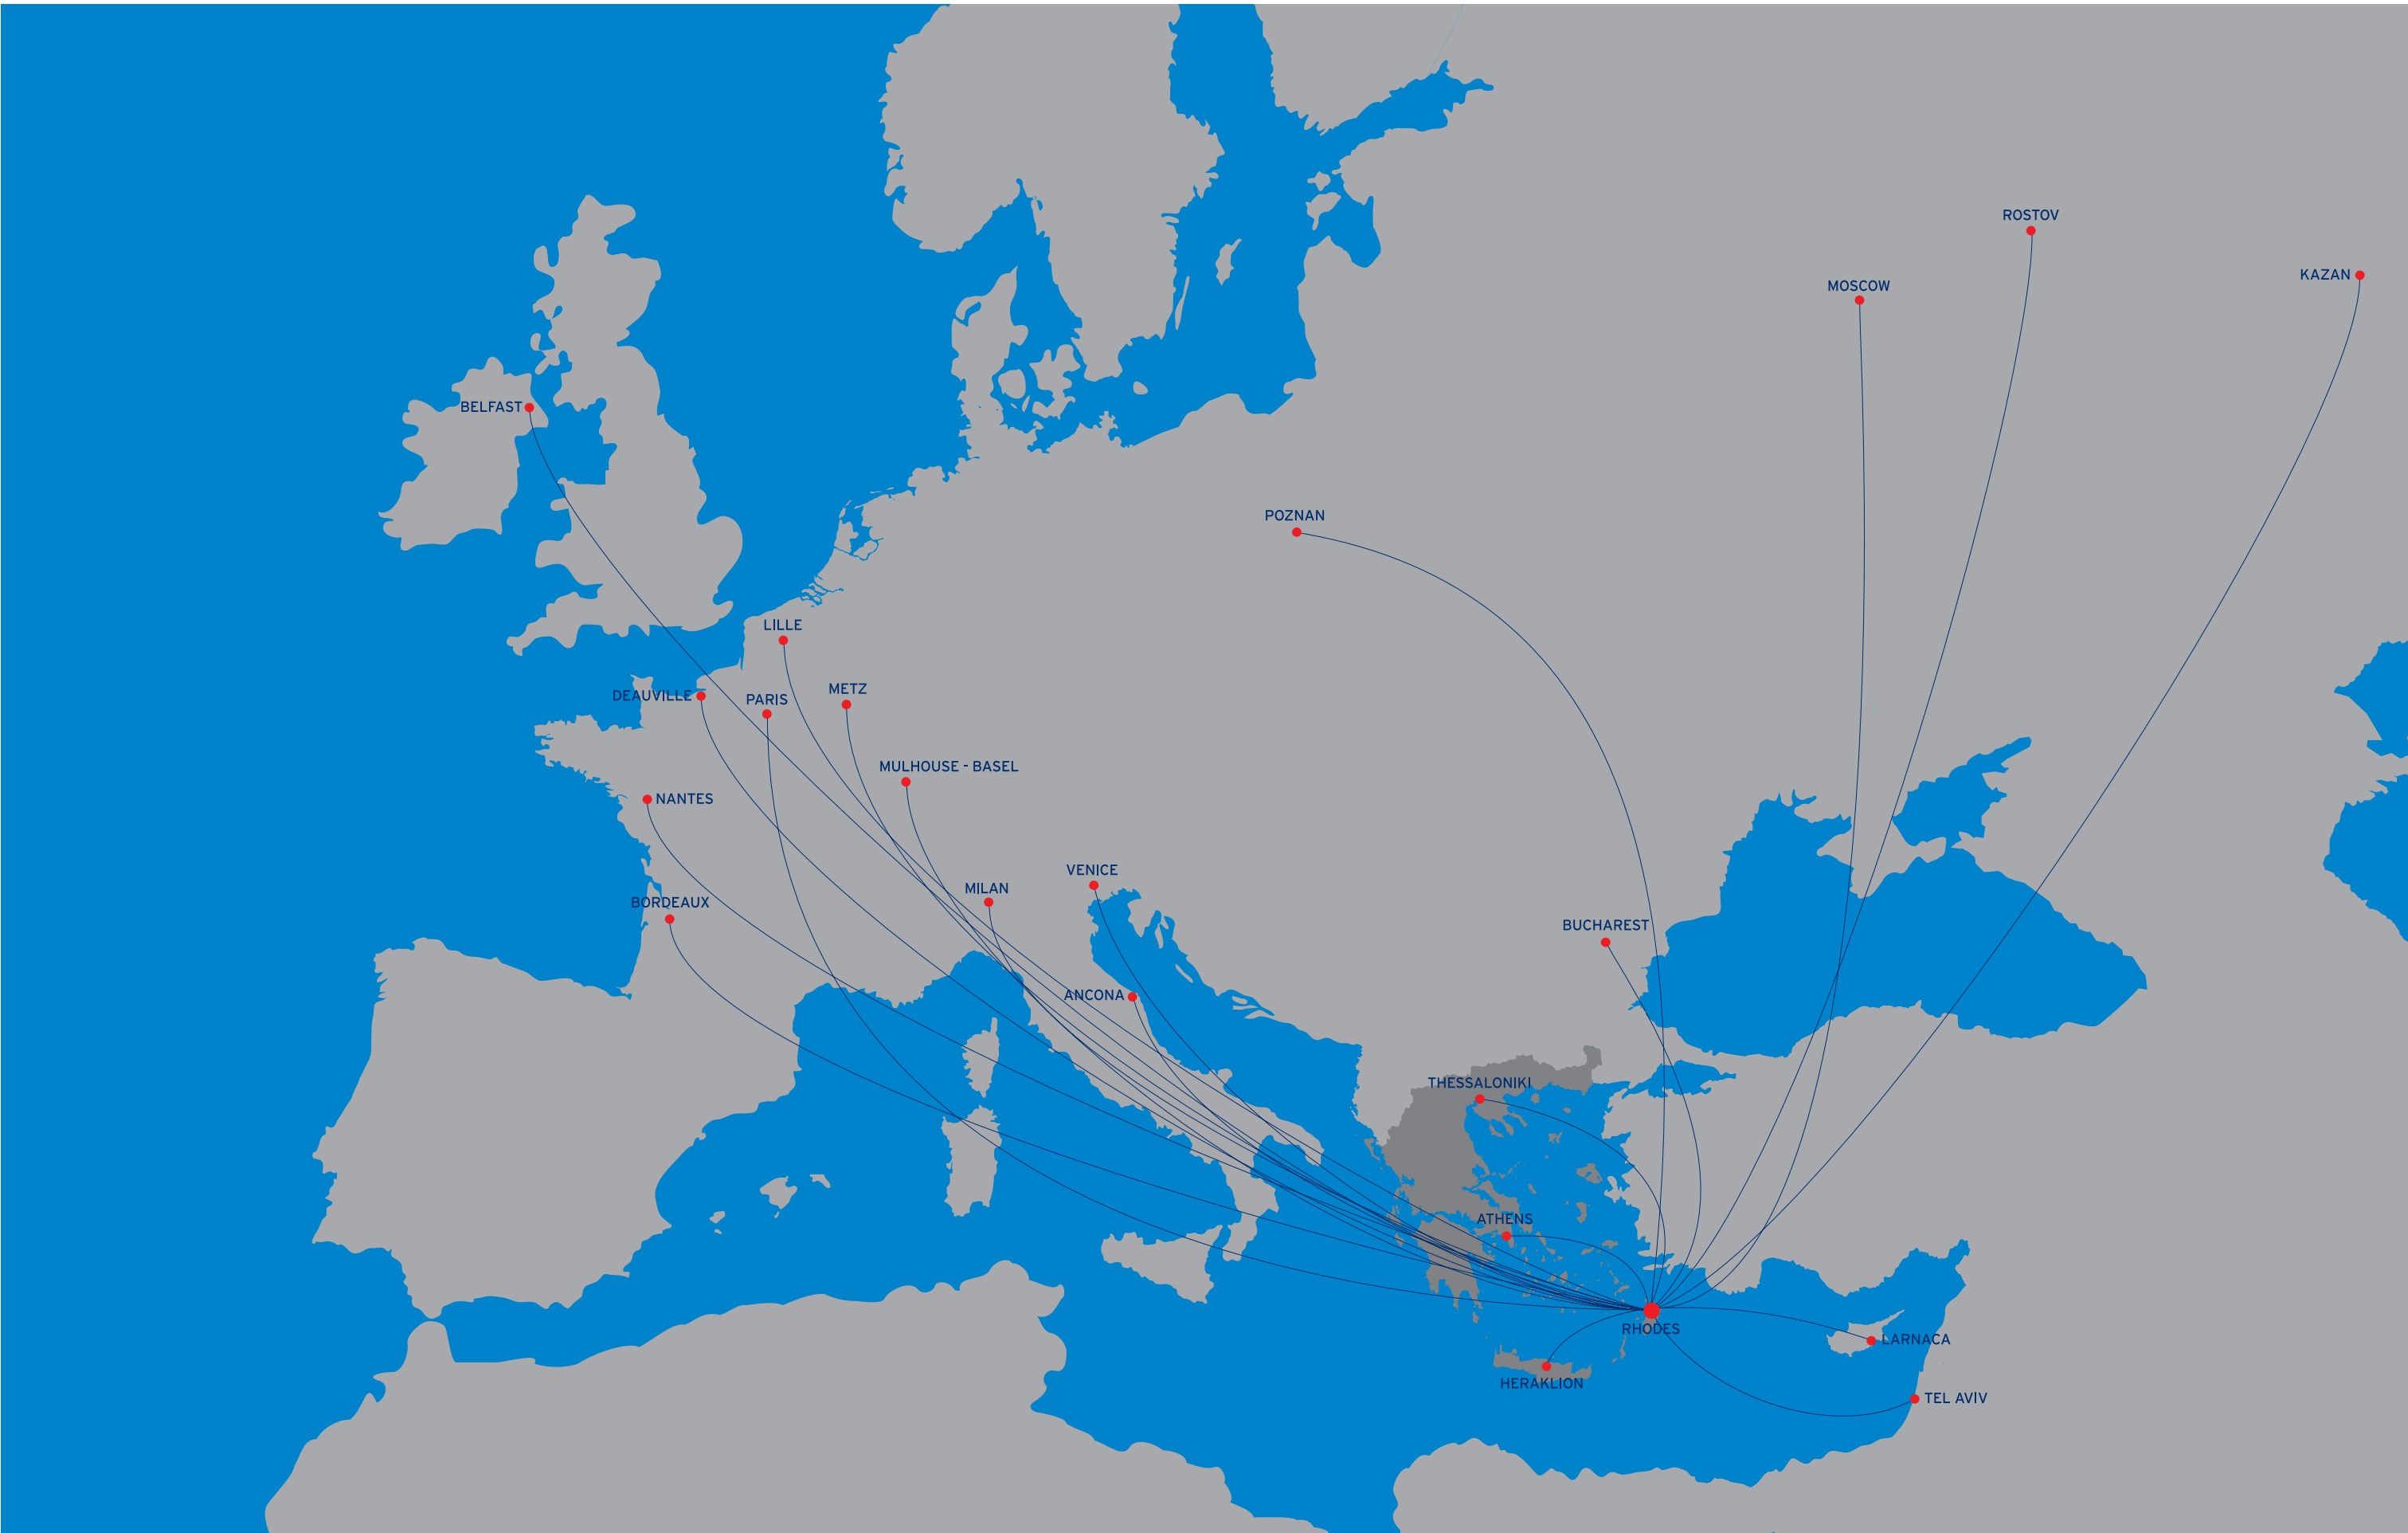 ROSTOV
KAZAN
MOSCOW
BELFAST
POZNAN
LILLE
METZ
DEAUVILLE
PARIS
MULHOUSE - BASEL
NANTES
VENICE
MILAN
BORDEAUX
BUCHAREST
ANCONA
THESSALONIKI
ATHENS
RHODES
LARNACA
HERAKLION
TEL AVIV